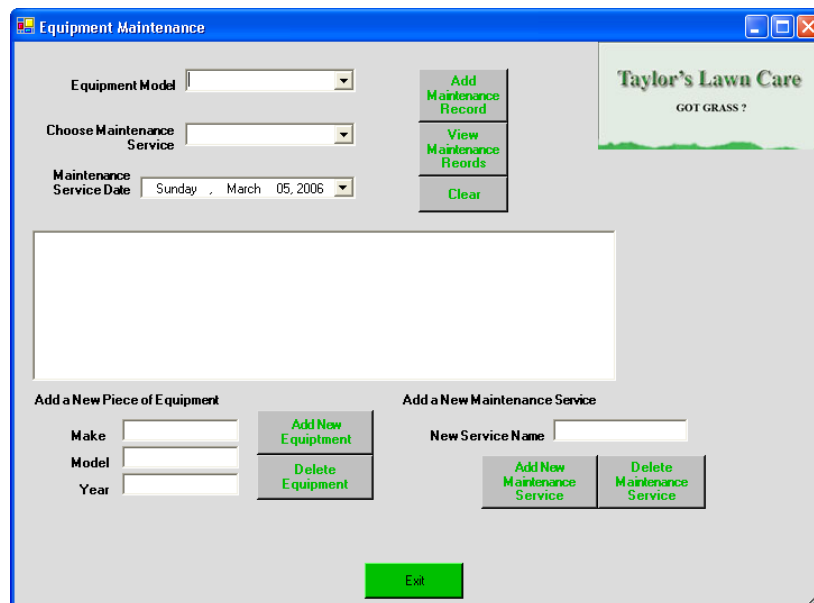 Equipment Maintenance
Equipment Model
Add
Maintenance
Record
Taylor's Lawn Care
GOT GRASS ?
Choose Maintenance
Service
View
Maintenance
Reords
Maintenance
Service Date
Sunday , March 05, 2006
Clear
Add a New Piece of Equipment
Make
Model
Year
Add New
Equiptment
Delete
Equipment
Add a New Maintenance Service
New Service Name
Add New
Maintenance
Service
Delete
Maintenance
Service
Exit